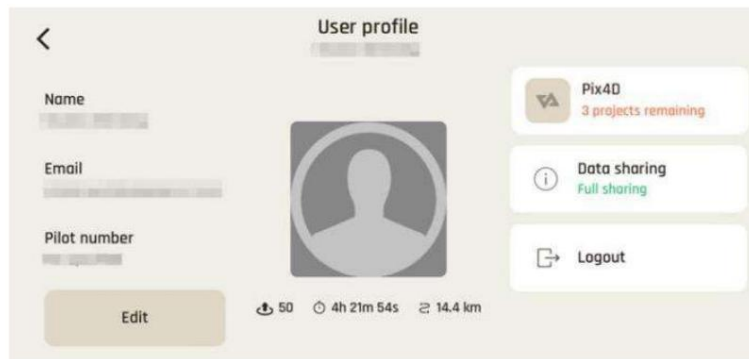 User profile
Name
Email
Pilot number
Edit
50 4h 21m 54s 14.4 km
Pix4D
3 projects remaining
Data sharing
Full sharing
Logout